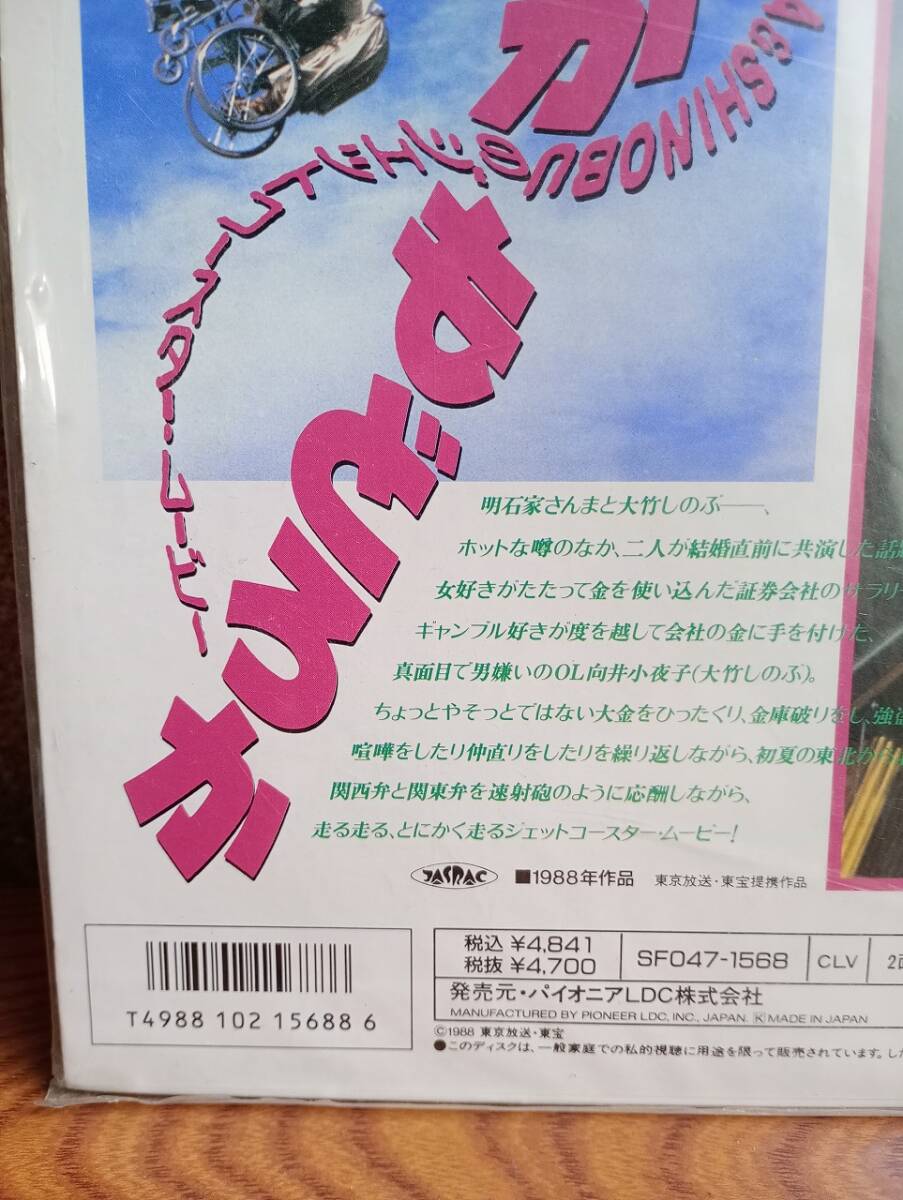 A&SHINOBUの
ジェットコースター・ムービー
が
やどんうか
明石家さんまと大竹しのぶ――、
ホットな噂のなか、二人が結婚直前に共演した話題
女好きがたたって金を使い込んだ証券会社のサラリー
ギャンブル好きが度を越して会社の金に手を付けた、
真面目で男嫌いのOL向井小夜子(大竹しのぶ)。
ちょっとやそっとではない大金をひったくり、金庫破りをし、強盗
喧嘩をしたり仲直りをしたりを繰り返しながら、初夏の東北から
関西弁と関東弁を速射砲のように応酬しながら、
走る走る、とにかく走るジェットコースター・ムービー!
JASRAC ■1988年作品 東京放送・東宝提携作品
税込 ¥4,841
税抜 ¥4,700
SF047-1568 CLV 2
発売元・パイオニアLDC株式会社
MANUFACTURED BY PIONEER LDC, INC., JAPAN. K MADE IN JAPAN
T4988 102 15688 6
©1988 東京放送・東宝
●このディスクは、一般家庭での私的視聴に用途を限って販売されています。した